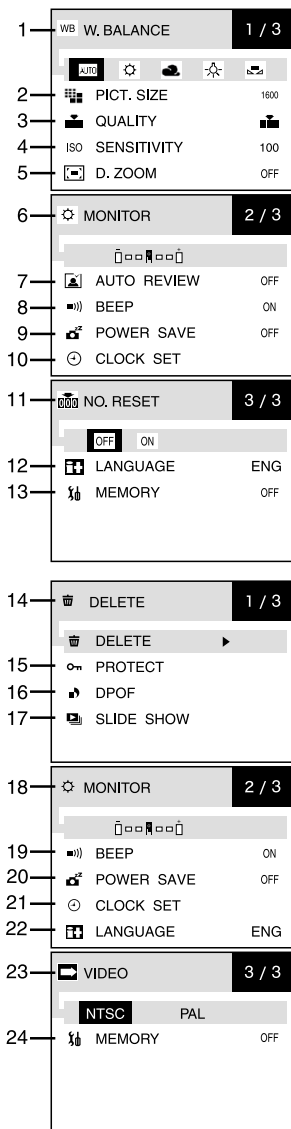 1 WB W. BALANCE 1 / 3
AUTO
2 PICT. SIZE 1600
3 QUALITY
4 ISO SENSITIVITY 100
5 D. ZOOM OFF
6 MONITOR 2 / 3
7 AUTO REVIEW OFF
8 BEEP ON
9 POWER SAVE OFF
10 CLOCK SET
11 000 NO. RESET 3 / 3
OFF ON
12 LANGUAGE ENG
13 MEMORY OFF
14 DELETE 1 / 3
DELETE
15 PROTECT
16 DPOF
17 SLIDE SHOW
18 MONITOR 2 / 3
19 BEEP ON
20 POWER SAVE OFF
21 CLOCK SET
22 LANGUAGE ENG
23 VIDEO 3 / 3
NTSC PAL
24 MEMORY OFF